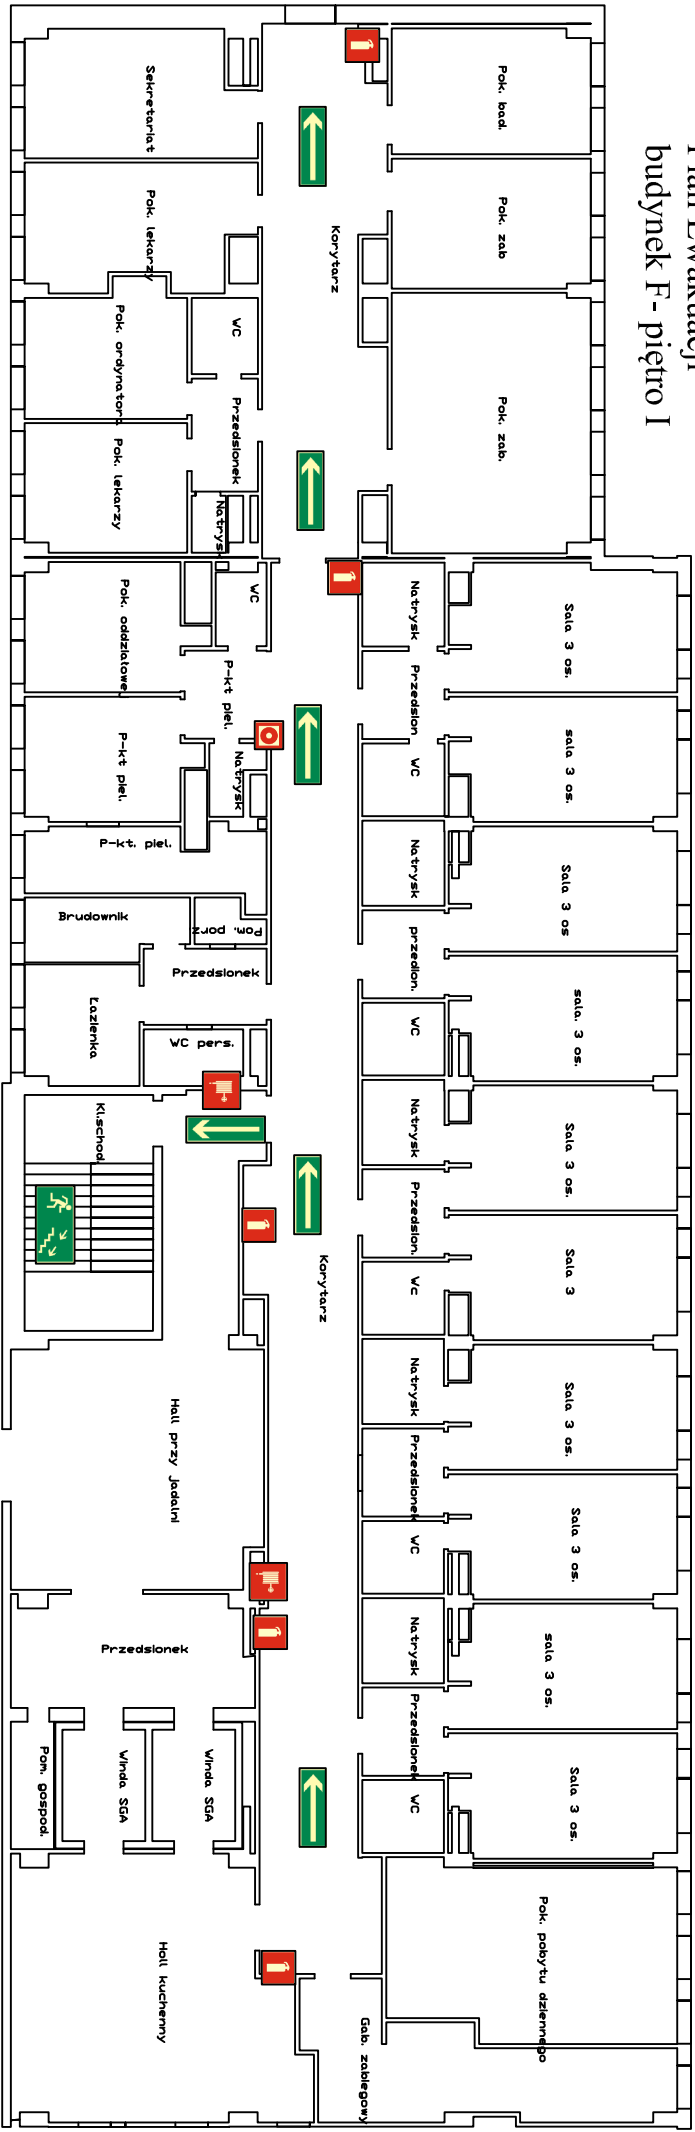 Plan Ewakuacji
budynek F - piętro I
Sekretariat
Pok. bad.
Pok. lekarzy
Pok. zab
Korytarz
WC
Pok. ordynatora
Przedsionek
Pok. zab.
Pok. lekarzy
Natrysk
WC
Pok. oddziałowej
Natrysk
Sala 3 os.
P-kt piel.
Przedsion
P-kt piel.
WC
sala 3 os.
Natrysk
P-kt. piel.
Natrysk
Sala 3 os
Brudownik
Pom. porz
przedion.
Przedsionek
Łazienka
WC
sala. 3 os.
WC pers.
Kl.schod.
Natrysk
Sala 3 os.
Przedsion.
Korytarz
WC
Sala 3
Natrysk
Sala 3 os.
Hall przy jadalni
Przedsionek
WC
Sala 3 os.
Przedsionek
Natrysk
sala 3 os.
Przedsionek
Pom. gospod.
Winda SGA
Winda SGA
WC
Sala 3 os.
Holl kuchenny
Pok. pobytu dziennego
Gab. zabiegowy